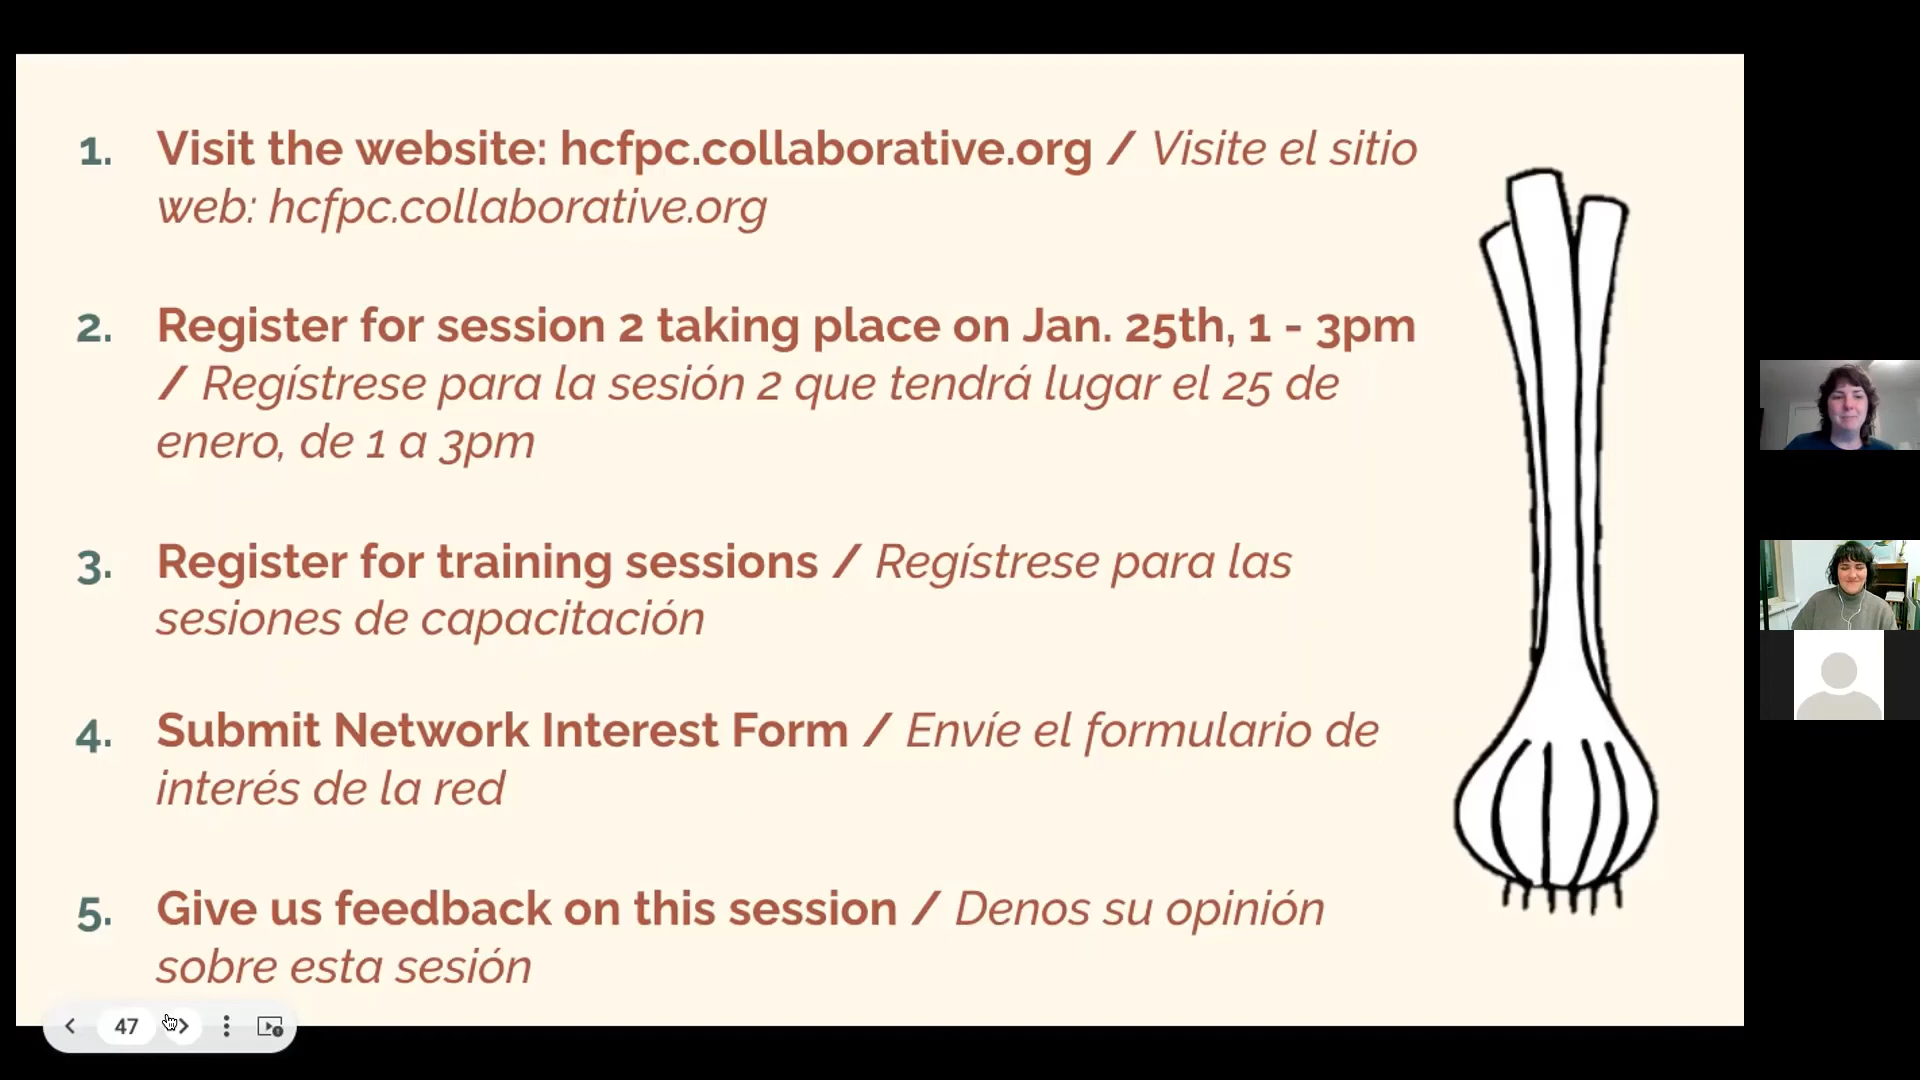 1. Visit the website: hcfpc.collaborative.org / Visite el sitio
web: hcfpc.collaborative.org
2. Register for session 2 taking place on Jan. 25th, 1 - 3pm
/ Regístrese para la sesión 2 que tendrá lugar el 25 de
enero, de 1 a 3pm
3. Register for training sessions / Regístrese para las
sesiones de capacitación
4. Submit Network Interest Form / Envíe el formulario de
interés de la red
5. Give us feedback on this session / Denos su opinión
sobre esta sesión
47